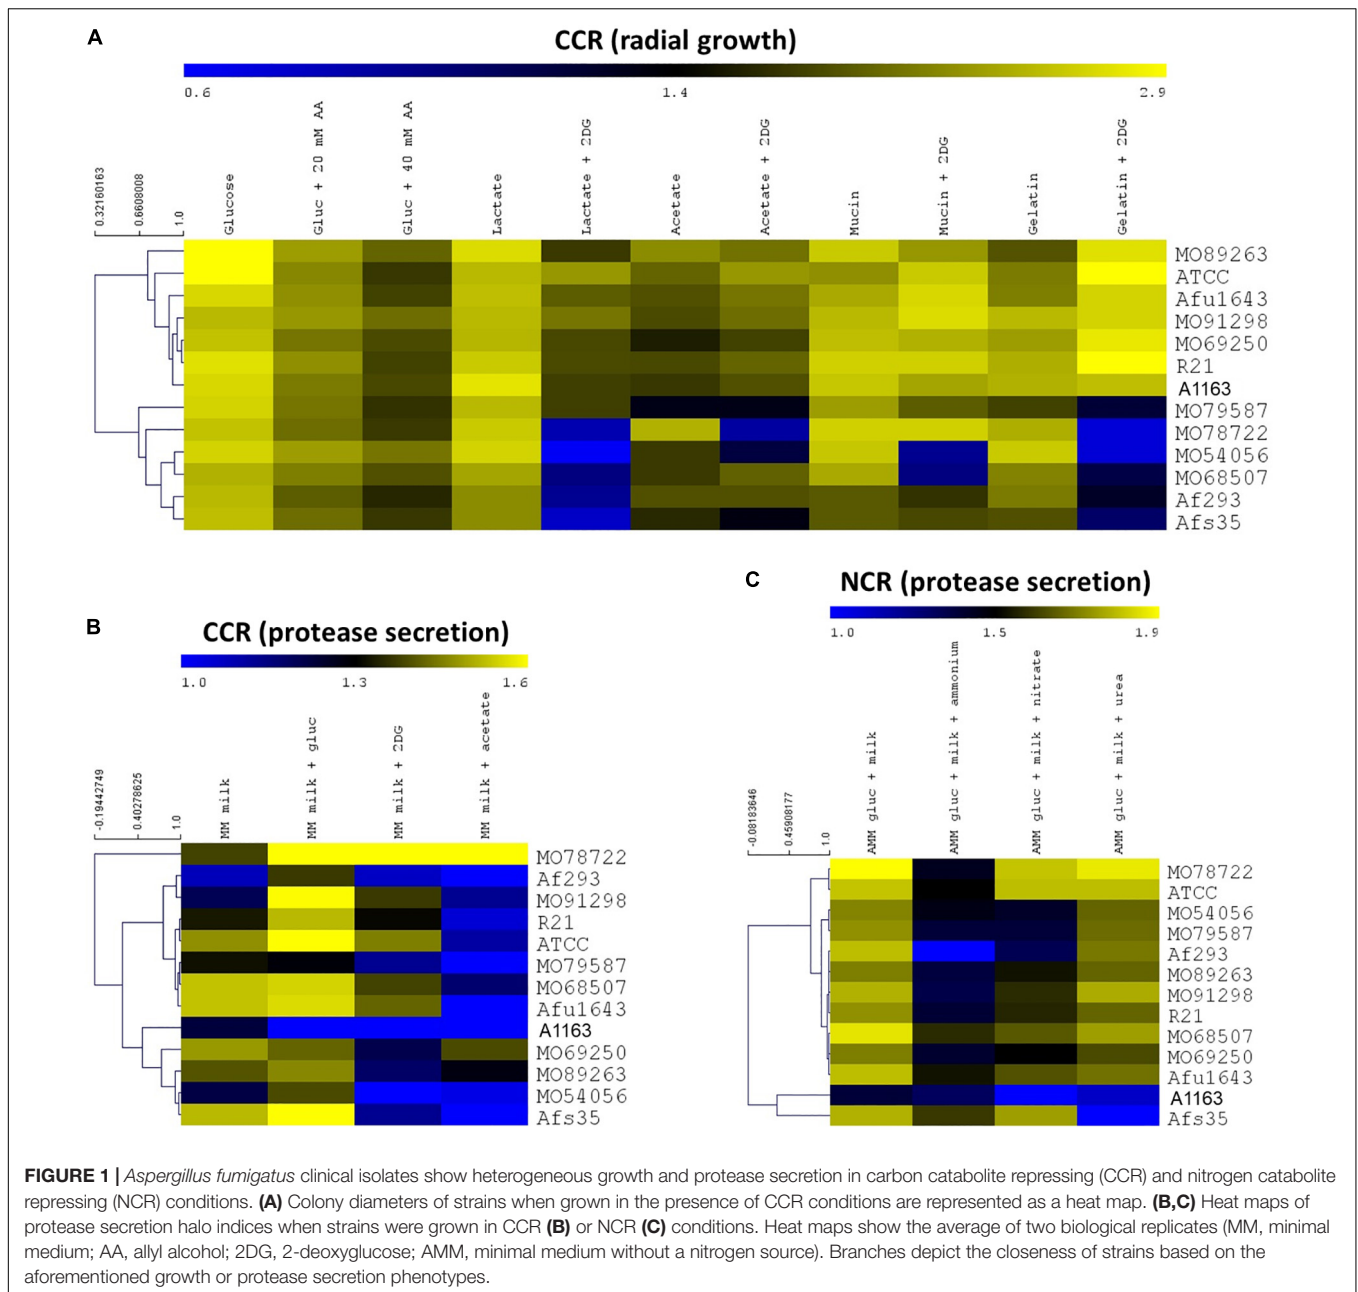 A
CCR (radial growth)
0.6 1.4 2.9
0.32160163
0.6608008
1.0
Glucose
Gluc + 20 mM AA
Gluc + 40 mM AA
Lactate
Lactate + 2DG
Acetate
Acetate + 2DG
Mucin
Mucin + 2DG
Gelatin
Gelatin + 2DG
MO89263
ATCC
Afu1643
MO91298
MO69250
R21
A1163
MO79587
MO78722
MO54056
MO68507
Af293
Afs35
B
CCR (protease secretion)
1.0 1.3 1.6
-0.19442749
0.40278625
1.0
MM milk
MM milk + gluc
MM milk + 2DG
MM milk + acetate
MO78722
Af293
MO91298
R21
ATCC
MO79587
MO68507
Afu1643
A1163
MO69250
MO89263
MO54056
Afs35
C
NCR (protease secretion)
1.0 1.5 1.9
-0.08183646
0.45908177
1.0
AMM gluc + milk
AMM gluc + milk + ammonium
AMM gluc + milk + nitrate
AMM gluc + milk + urea
MO78722
ATCC
MO54056
MO79587
Af293
MO89263
MO91298
R21
MO68507
MO69250
Afu1643
A1163
Afs35
FIGURE 1 | Aspergillus fumigatus clinical isolates show heterogeneous growth and protease secretion in carbon catabolite repressing (CCR) and nitrogen catabolite
repressing (NCR) conditions. (A) Colony diameters of strains when grown in the presence of CCR conditions are represented as a heat map. (B,C) Heat maps of
protease secretion halo indices when strains were grown in CCR (B) or NCR (C) conditions. Heat maps show the average of two biological replicates (MM, minimal
medium; AA, allyl alcohol; 2DG, 2-deoxyglucose; AMM, minimal medium without a nitrogen source). Branches depict the closeness of strains based on the
aforementioned growth or protease secretion phenotypes.